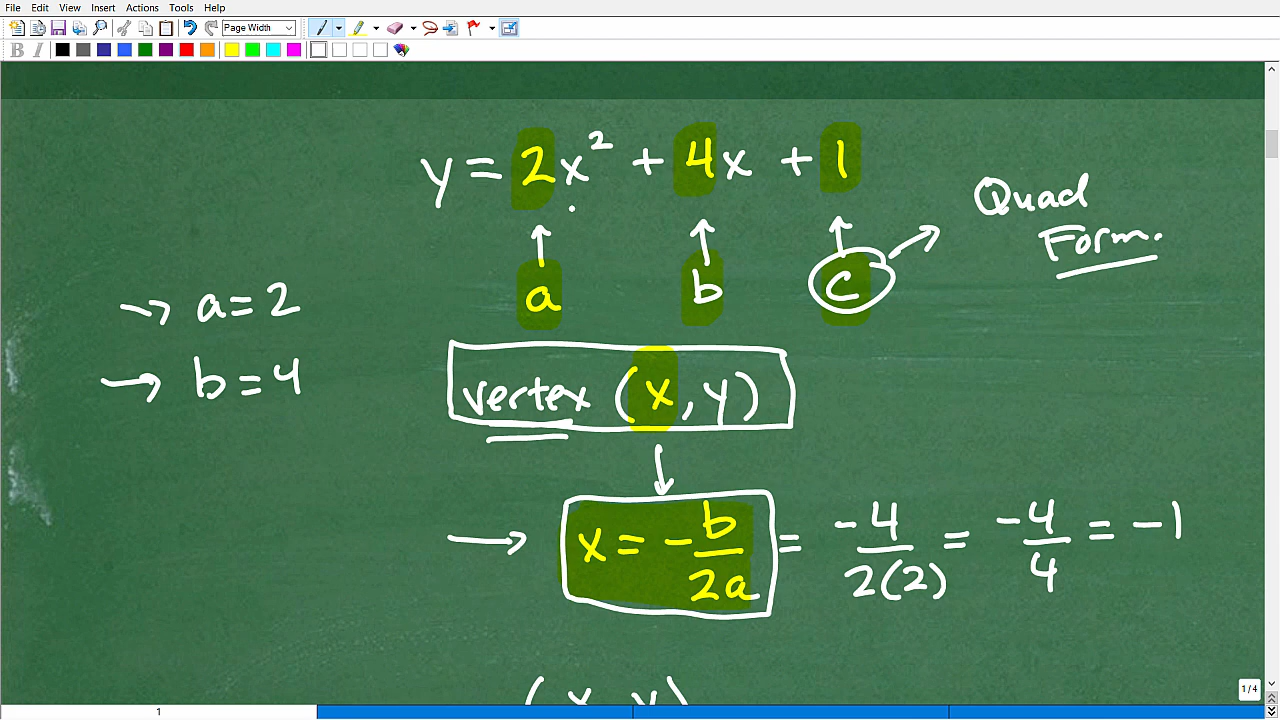 File Edit View Insert Actions Tools Help
Page Width
B I
y = 2x² + 4x + 1
Quad
Form.
a b c
→ a = 2
→ b = 4
vertex (x, y)
→ x = -b/2a = -4/2(2) = -4/4 = -1
(x, y)
1/4
1